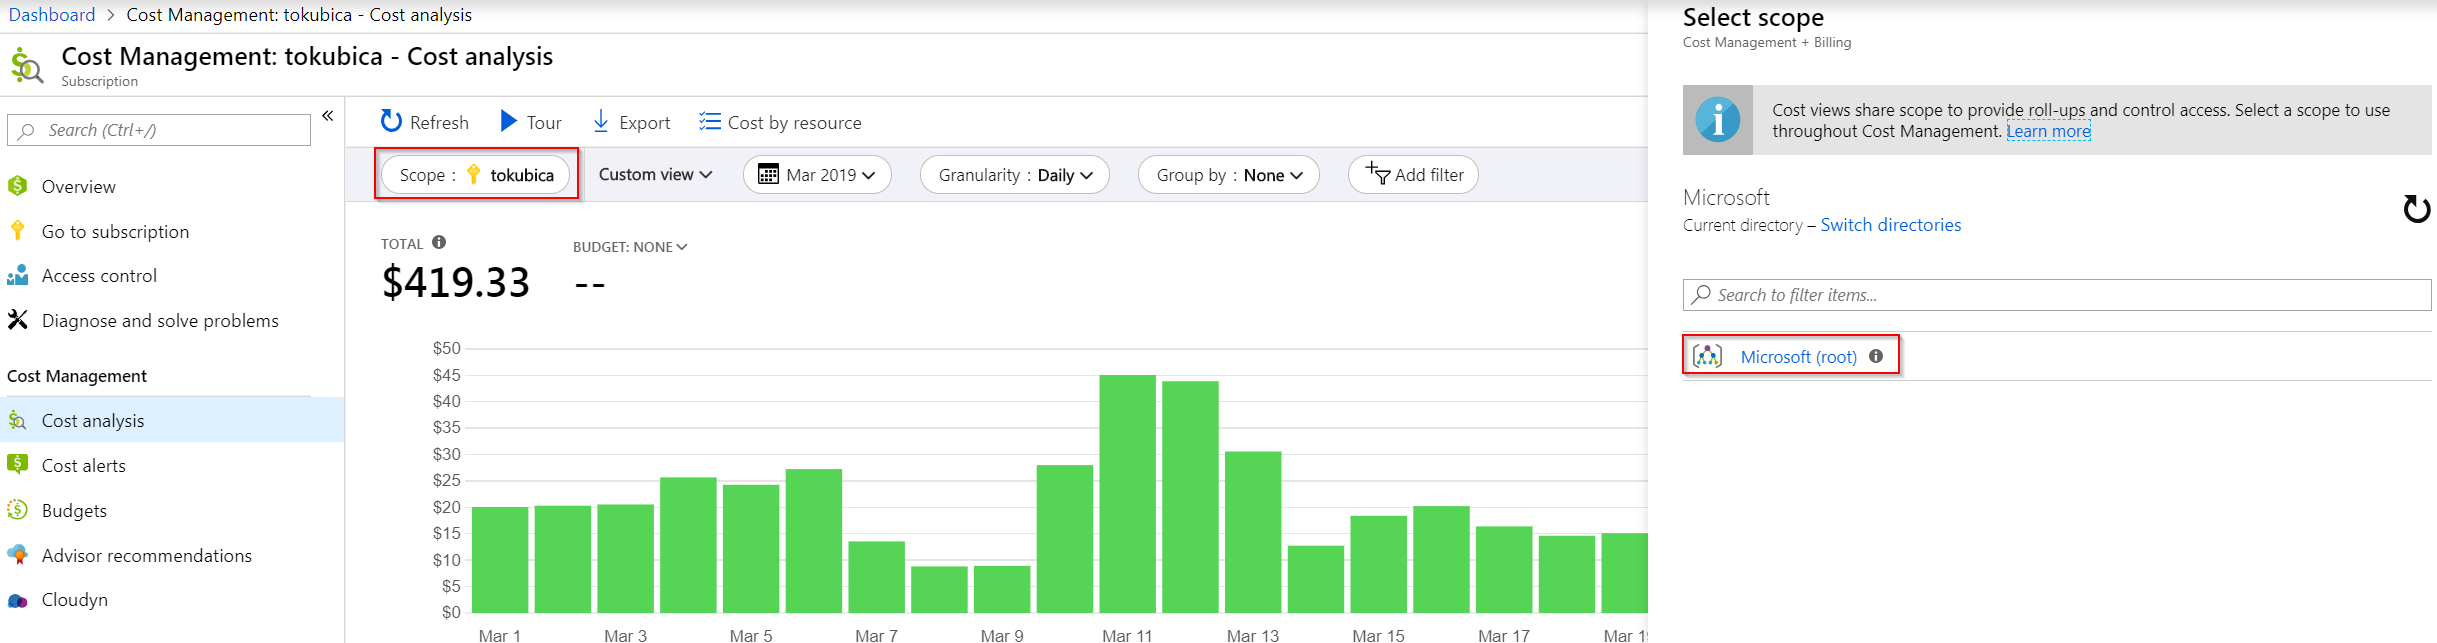 Dashboard > Cost Management: tokubica - Cost analysis
Cost Management: tokubica - Cost analysis
Subscription
Search (Ctrl+/)
«
Overview
Go to subscription
Access control
Diagnose and solve problems
Cost Management
Cost analysis
Cost alerts
Budgets
Advisor recommendations
Cloudyn
Refresh
Tour
Export
Cost by resource
Scope : tokubica
Custom view
Mar 2019
Granularity : Daily
Group by : None
Add filter
TOTAL
$419.33
BUDGET: NONE
--
$50
$45
$40
$35
$30
$25
$20
$15
$10
$5
$0
Mar 1
Mar 3
Mar 5
Mar 7
Mar 9
Mar 11
Mar 13
Mar 15
Mar 17
Mar 19
Select scope
Cost Management + Billing
Cost views share scope to provide roll-ups and control access. Select a scope to use
throughout Cost Management. Learn more
Microsoft
Current directory – Switch directories
Search to filter items...
Microsoft (root)